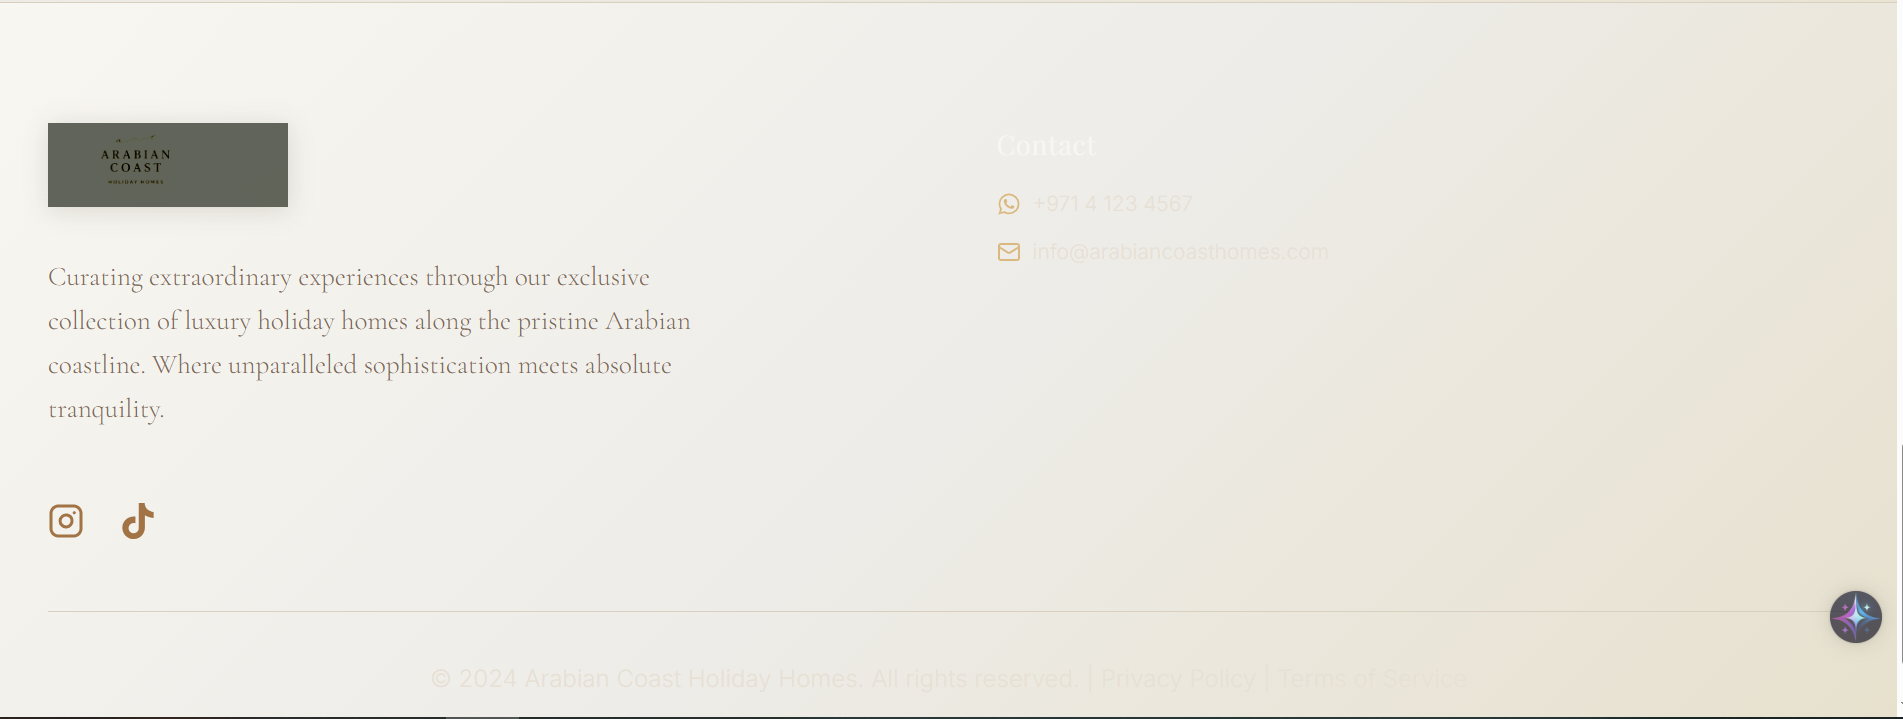 ARABIAN
COAST
HOLIDAY HOMES
Curating extraordinary experiences through our exclusive
collection of luxury holiday homes along the pristine Arabian
coastline. Where unparalleled sophistication meets absolute
tranquility.
Contact
+971 4 123 4567
info@arabiancoasthomes.com
© 2024 Arabian Coast Holiday Homes. All rights reserved. | Privacy Policy | Terms of Service